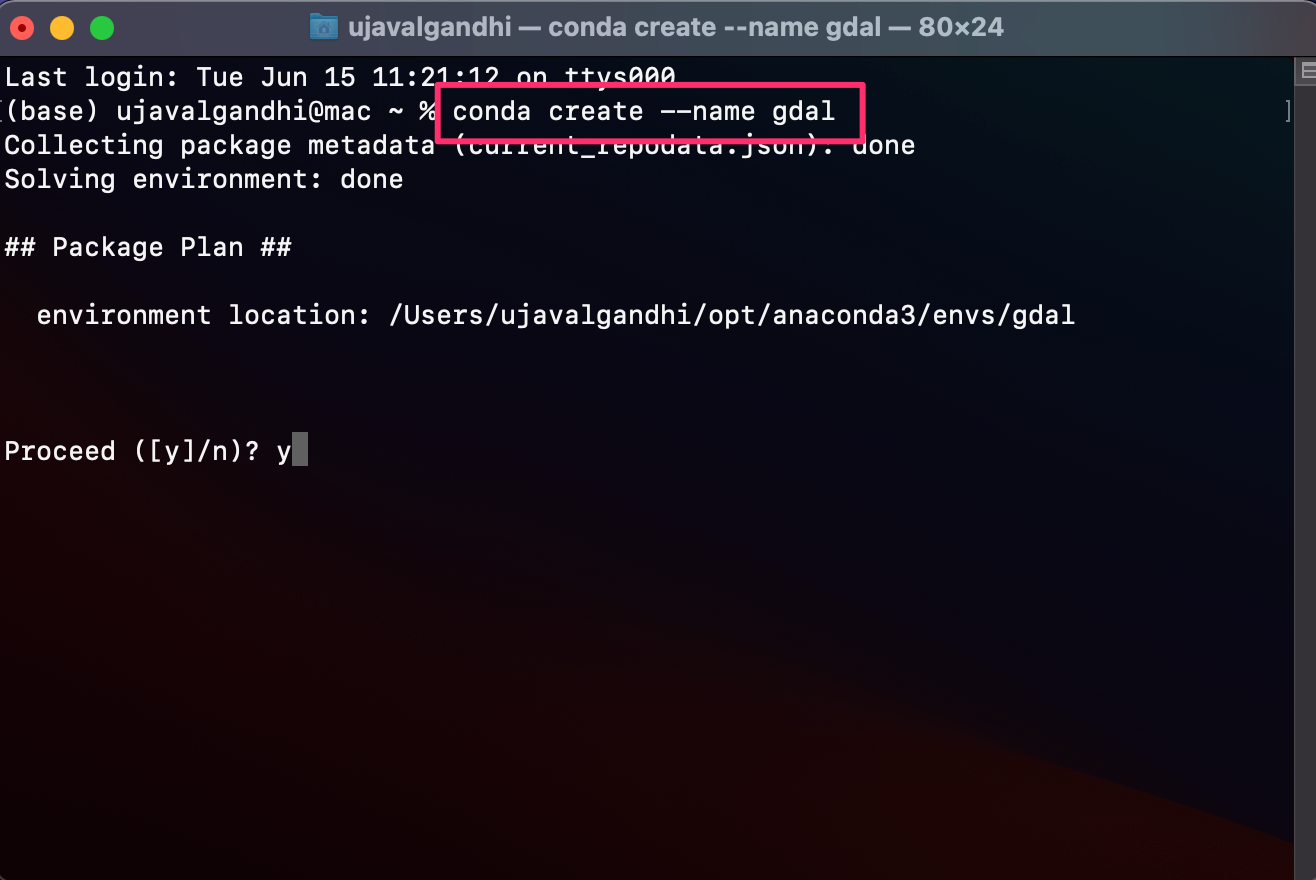 ujavalgandhi — conda create --name gdal — 80×24
Last login: Tue Jun 15 11:21:12 on ttys000
(base) ujavalgandhi@mac ~ % conda create --name gdal
Collecting package metadata (current_repodata.json): done
Solving environment: done
## Package Plan ##
environment location: /Users/ujavalgandhi/opt/anaconda3/envs/gdal
Proceed ([y]/n)? y